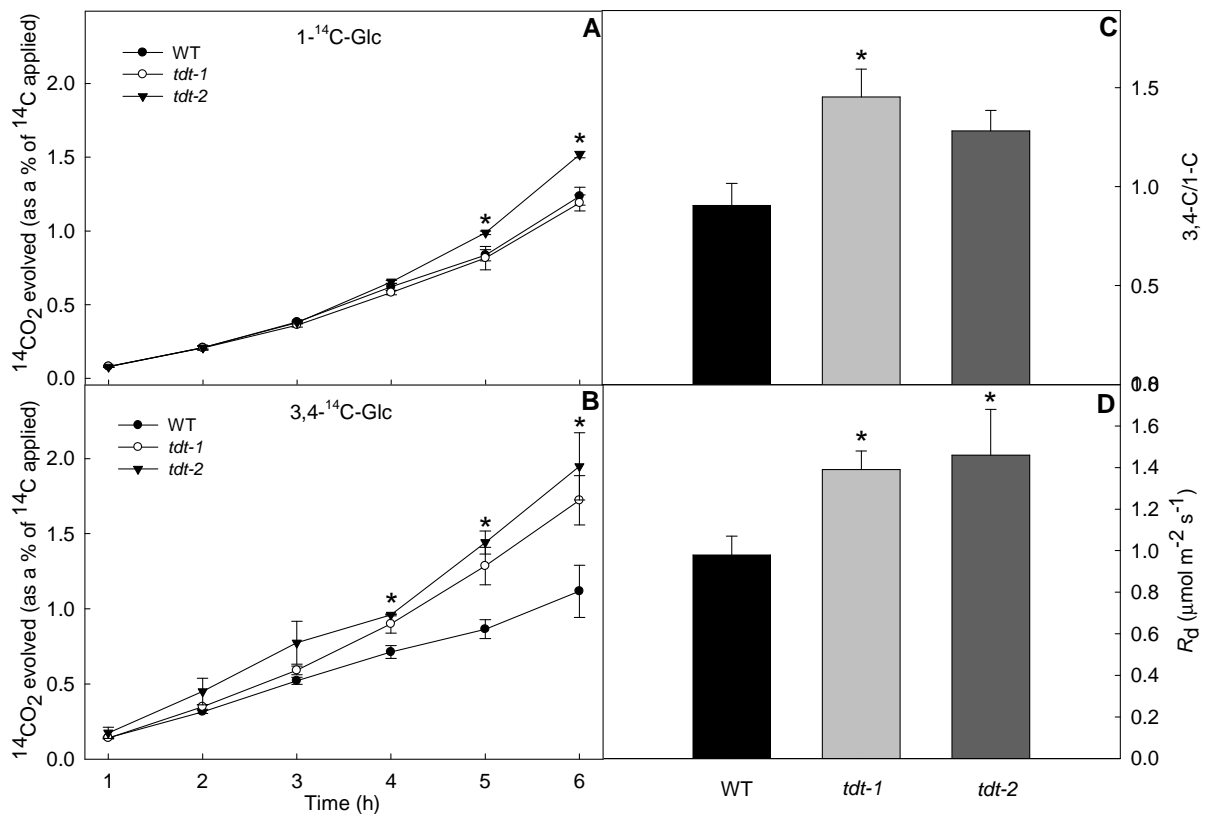 A
1-¹⁴C-Glc
WT
tdt-1
tdt-2
*
*
2.0
1.5
1.0
0.5
0.0
¹⁴CO₂ evolved (as a % of ¹⁴C applied)
B
3,4-¹⁴C-Glc
WT
tdt-1
tdt-2
*
*
*
2.0
1.5
1.0
0.5
0.0
¹⁴CO₂ evolved (as a % of ¹⁴C applied)
1 2 3 4 5 6
Time (h)
C
*
1.5
1.0
0.5
3,4-C/1-C
D
*
*
1.6
1.4
1.2
1.0
0.8
0.6
0.4
0.2
0.0
R_d (μmol m⁻² s⁻¹)
WT tdt-1 tdt-2